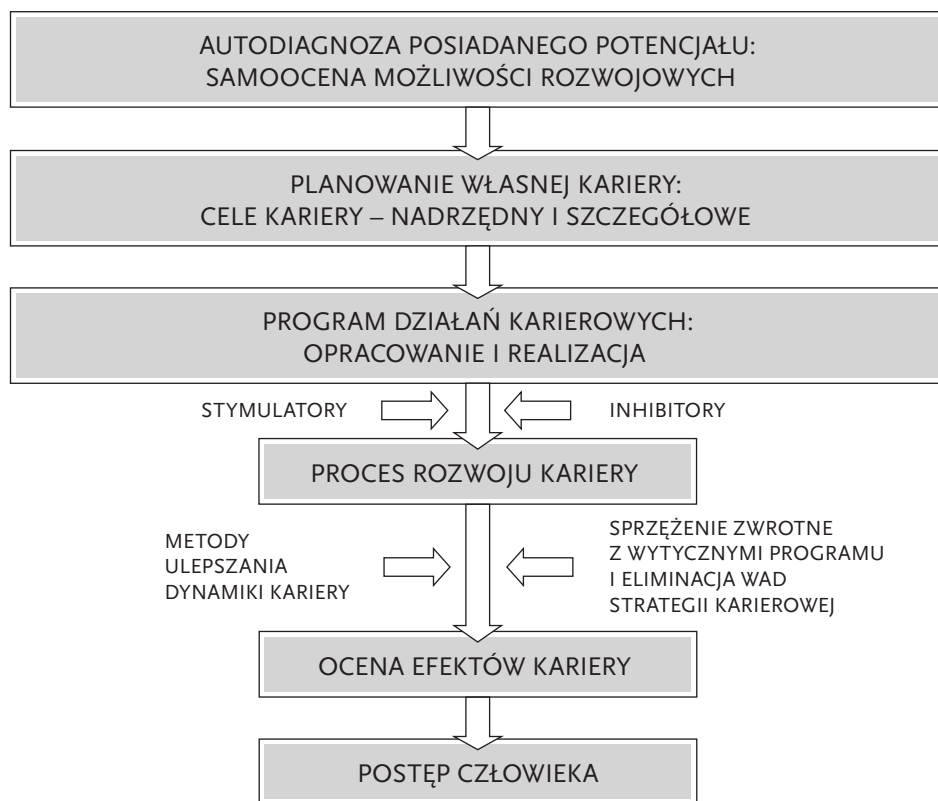 AUTODIAGNOZA POSIADANEGO POTENCJAŁU:
SAMOOCENA MOŻLIWOŚCI ROZWOJOWYCH
PLANOWANIE WŁASNEJ KARIERY:
CELE KARIERY – NADRZĘDNY I SZCZEGÓŁOWE
PROGRAM DZIAŁAŃ KARIEROWYCH:
OPRACOWANIE I REALIZACJA
STYMULATORY
INHIBITORY
PROCES ROZWOJU KARIERY
METODY
ULEPSZANIA
DYNAMIKI KARIERY
SPRZĘŻENIE ZWROTNE
Z WYTYCZNYMI PROGRAMU
I ELIMINACJA WAD
STRATEGII KARIEROWEJ
OCENA EFEKTÓW KARIERY
POSTĘP CZŁOWIEKA